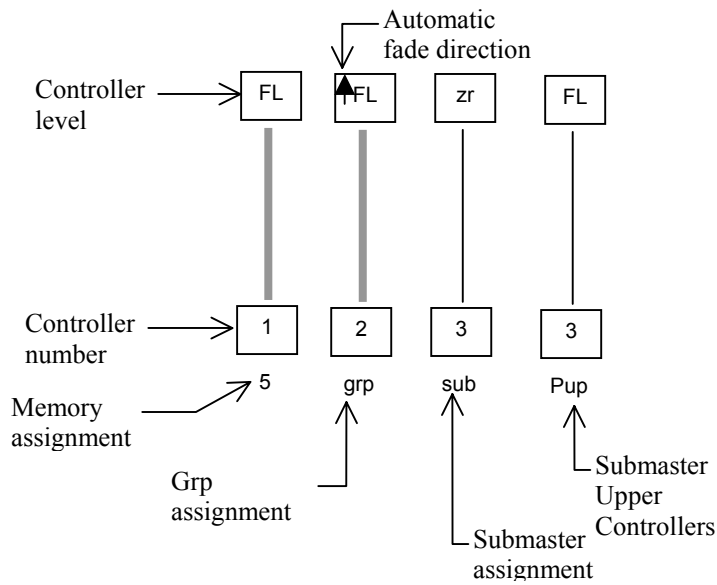 Automatic
fade direction
Controller
level
FL
FL
zr
FL
Controller
number
1
2
3
3
Memory
assignment
5
grp
sub
Pup
Grp
assignment
Submaster
Upper
Controllers
Submaster
assignment